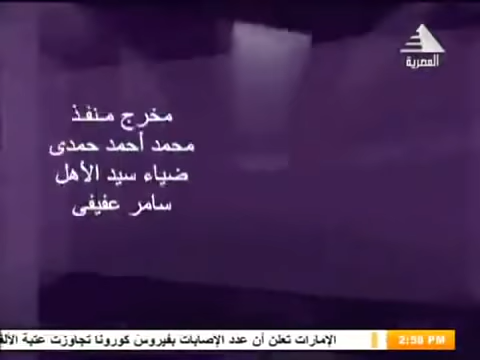 المصرية
مخرج منفذ
محمد أحمد حمدى
ضياء سيد الأهل
سامر عفيفى
الإمارات تعلن أن عدد الإصابات بفيروس كورونا تجاوزت عتبة
2:58 PM